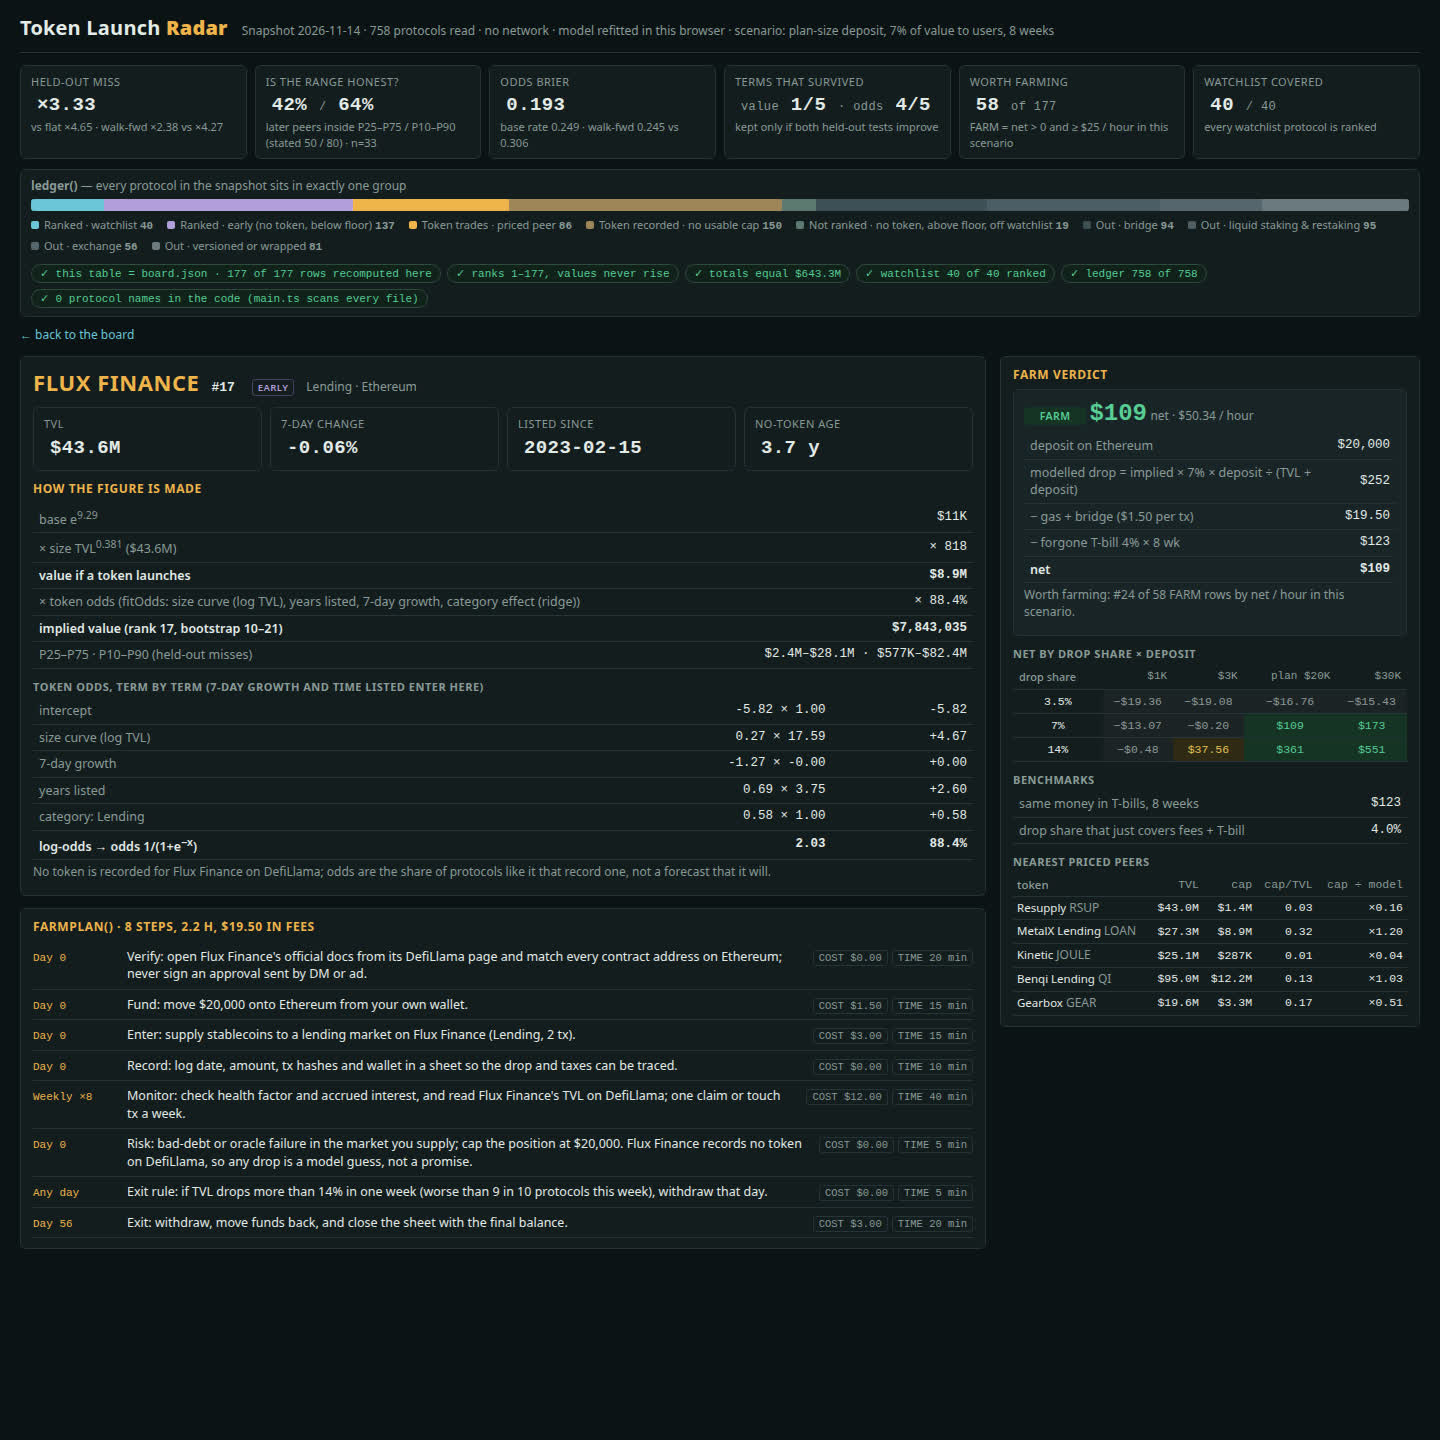 Token Launch Radar Snapshot 2026-11-14 · 758 protocols read · no network · model refitted in this browser · scenario: plan-size deposit, 7% of value to users, 8 weeks
HELD-OUT MISS
×3.33
vs flat ×4.65 · walk-fwd ×2.38 vs ×4.27
IS THE RANGE HONEST?
42% / 64%
later peers inside P25–P75 / P10–P90
(stated 50 / 80) · n=33
ODDS BRIER
0.193
base rate 0.249 · walk-fwd 0.245 vs
0.306
TERMS THAT SURVIVED
value 1/5 · odds 4/5
kept only if both held-out tests improve
WORTH FARMING
58 of 177
FARM = net > 0 and ≥ $25 / hour in this
scenario
WATCHLIST COVERED
40 / 40
every watchlist protocol is ranked
ledger() — every protocol in the snapshot sits in exactly one group
Ranked · watchlist 40 Ranked · early (no token, below floor) 137 Token trades · priced peer 86 Token recorded · no usable cap 150 Not ranked · no token, above floor, off watchlist 19 Out · bridge 94 Out · liquid staking & restaking 95
Out · exchange 56 Out · versioned or wrapped 81
✓ this table = board.json · 177 of 177 rows recomputed here ✓ ranks 1–177, values never rise ✓ totals equal $643.3M ✓ watchlist 40 of 40 ranked ✓ ledger 758 of 758
✓ 0 protocol names in the code (main.ts scans every file)
← back to the board
FLUX FINANCE #17 EARLY Lending · Ethereum
TVL
$43.6M
7-DAY CHANGE
-0.06%
LISTED SINCE
2023-02-15
NO-TOKEN AGE
3.7 y
HOW THE FIGURE IS MADE
base e9.29 $11K
× size TVL0.381 ($43.6M) × 818
value if a token launches $8.9M
× token odds (fitOdds: size curve (log TVL), years listed, 7-day growth, category effect (ridge)) × 88.4%
implied value (rank 17, bootstrap 10–21) $7,843,035
P25–P75 · P10–P90 (held-out misses) $2.4M–$28.1M · $577K–$82.4M
TOKEN ODDS, TERM BY TERM (7-DAY GROWTH AND TIME LISTED ENTER HERE)
intercept -5.82 × 1.00 -5.82
size curve (log TVL) 0.27 × 17.59 +4.67
7-day growth -1.27 × -0.00 +0.00
years listed 0.69 × 3.75 +2.60
category: Lending 0.58 × 1.00 +0.58
log-odds → odds 1/(1+e−x) 2.03 88.4%
No token is recorded for Flux Finance on DefiLlama; odds are the share of protocols like it that record one, not a forecast that it will.
FARMPLAN() · 8 STEPS, 2.2 H, $19.50 IN FEES
Day 0 Verify: open Flux Finance's official docs from its DefiLlama page and match every contract address on Ethereum; COST $0.00 TIME 20 min
never sign an approval sent by DM or ad.
Day 0 Fund: move $20,000 onto Ethereum from your own wallet. COST $1.50 TIME 15 min
Day 0 Enter: supply stablecoins to a lending market on Flux Finance (Lending, 2 tx). COST $3.00 TIME 15 min
Day 0 Record: log date, amount, tx hashes and wallet in a sheet so the drop and taxes can be traced. COST $0.00 TIME 10 min
Weekly ×8 Monitor: check health factor and accrued interest, and read Flux Finance's TVL on DefiLlama; one claim or touch COST $12.00 TIME 40 min
tx a week.
Day 0 Risk: bad-debt or oracle failure in the market you supply; cap the position at $20,000. Flux Finance records no token COST $0.00 TIME 5 min
on DefiLlama, so any drop is a model guess, not a promise.
Any day Exit rule: if TVL drops more than 14% in one week (worse than 9 in 10 protocols this week), withdraw that day. COST $0.00 TIME 5 min
Day 56 Exit: withdraw, move funds back, and close the sheet with the final balance. COST $3.00 TIME 20 min
FARM VERDICT
FARM $109 net · $50.34 / hour
deposit on Ethereum $20,000
modelled drop = implied × 7% × deposit ÷ (TVL +
deposit) $252
− gas + bridge ($1.50 per tx) $19.50
− forgone T-bill 4% × 8 wk $123
net $109
Worth farming: #24 of 58 FARM rows by net / hour in this
scenario.
NET BY DROP SHARE × DEPOSIT
drop share $1K $3K plan $20K $30K
3.5% −$19.36 −$19.08 −$16.76 −$15.43
7% −$13.07 −$0.20 $109 $173
14% −$0.48 $37.56 $361 $551
BENCHMARKS
same money in T-bills, 8 weeks $123
drop share that just covers fees + T-bill 4.0%
NEAREST PRICED PEERS
token TVL cap cap/TVL cap ÷ model
Resupply RSUP $43.0M $1.4M 0.03 ×0.16
MetalX Lending LOAN $27.3M $8.9M 0.32 ×1.20
Kinetic JOULE $25.1M $287K 0.01 ×0.04
Benqi Lending QI $95.0M $12.2M 0.13 ×1.03
Gearbox GEAR $19.6M $3.3M 0.17 ×0.51